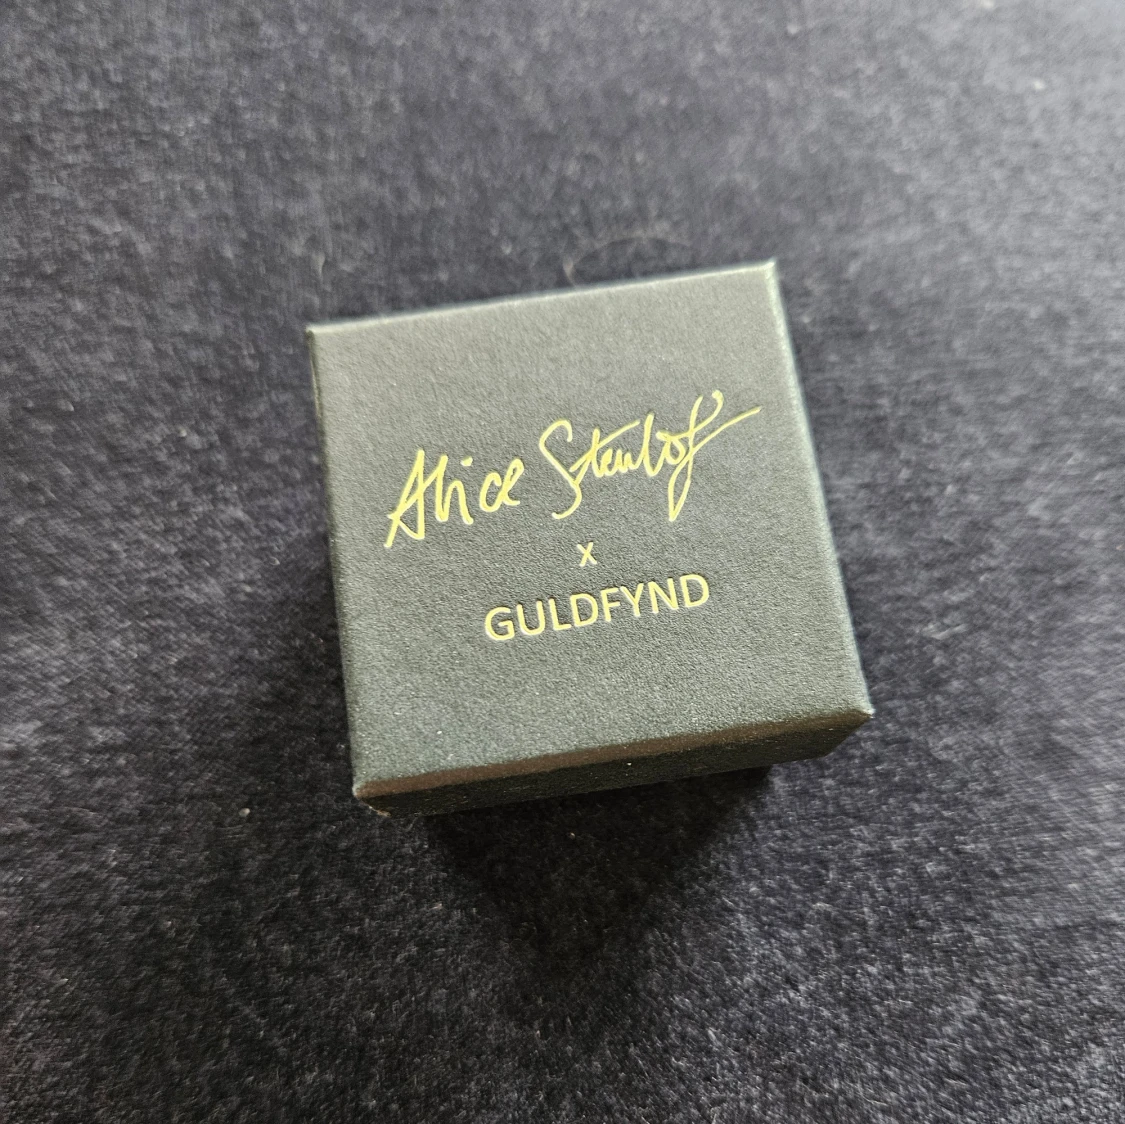 Alice Stenlöf
x
GULDFYND